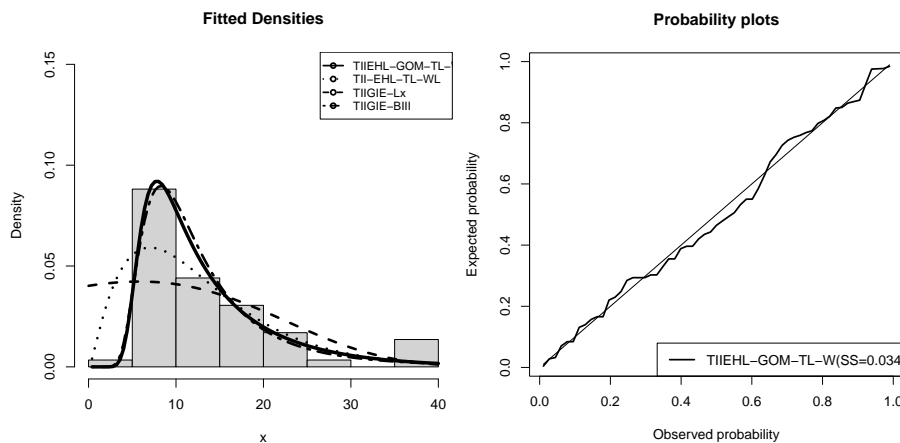 Fitted Densities
Density
0.00 0.05 0.10 0.15
TIIEHL−GOM−TL−
TII−EHL−TL−WL
TIIGIE−Lx
TIIGIE−BIII
0 10 20 30 40
x
Probability plots
Expected probability
0.0 0.2 0.4 0.6 0.8 1.0
TIIEHL−GOM−TL−W(SS=0.034
0.0 0.2 0.4 0.6 0.8 1.0
Observed probability